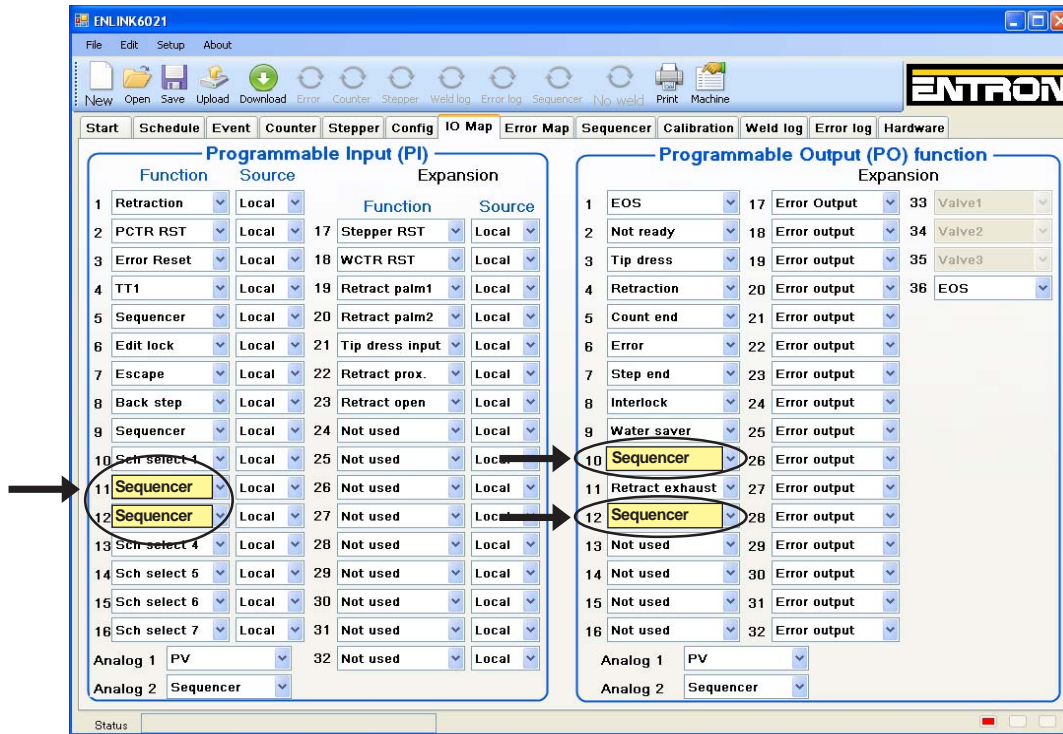 ENLINK6021
File Edit Setup About
New Open Save Upload Download Error Counter Stepper Weld log Error log Sequencer No weld Print Machine
ENTRON
Start Schedule Event Counter Stepper Config IO Map Error Map Sequencer Calibration Weld log Error log Hardware
Programmable Input (PI)
Function Source Expansion
Function Source
1 Retraction Local
2 PCTR RST Local 17 Stepper RST Local
3 Error Reset Local 18 WCTR RST Local
4 TT1 Local 19 Retract palm1 Local
5 Sequencer Local 20 Retract palm2 Local
6 Edit lock Local 21 Tip dress input Local
7 Escape Local 22 Retract prox. Local
8 Back step Local 23 Retract open Local
9 Sequencer Local 24 Not used Local
10 Sch select 1 Local 25 Not used Local
11 Sequencer Local 26 Not used Local
12 Sequencer Local 27 Not used Local
13 Sch select 4 Local 28 Not used Local
14 Sch select 5 Local 29 Not used Local
15 Sch select 6 Local 30 Not used Local
16 Sch select 7 Local 31 Not used Local
Analog 1 PV 32 Not used Local
Analog 2 Sequencer
Programmable Output (PO) function
Expansion
1 EOS 17 Error Output 33 Valve1
2 Not ready 18 Error output 34 Valve2
3 Tip dress 19 Error output 35 Valve3
4 Retraction 20 Error output 36 EOS
5 Count end 21 Error output
6 Error 22 Error output
7 Step end 23 Error output
8 Interlock 24 Error output
9 Water saver 25 Error output
10 Sequencer 26 Error output
11 Retract exhaust 27 Error output
12 Sequencer 28 Error output
13 Not used 29 Error output
14 Not used 30 Error output
15 Not used 31 Error output
16 Not used 32 Error output
Analog 1 PV
Analog 2 Sequencer
Status